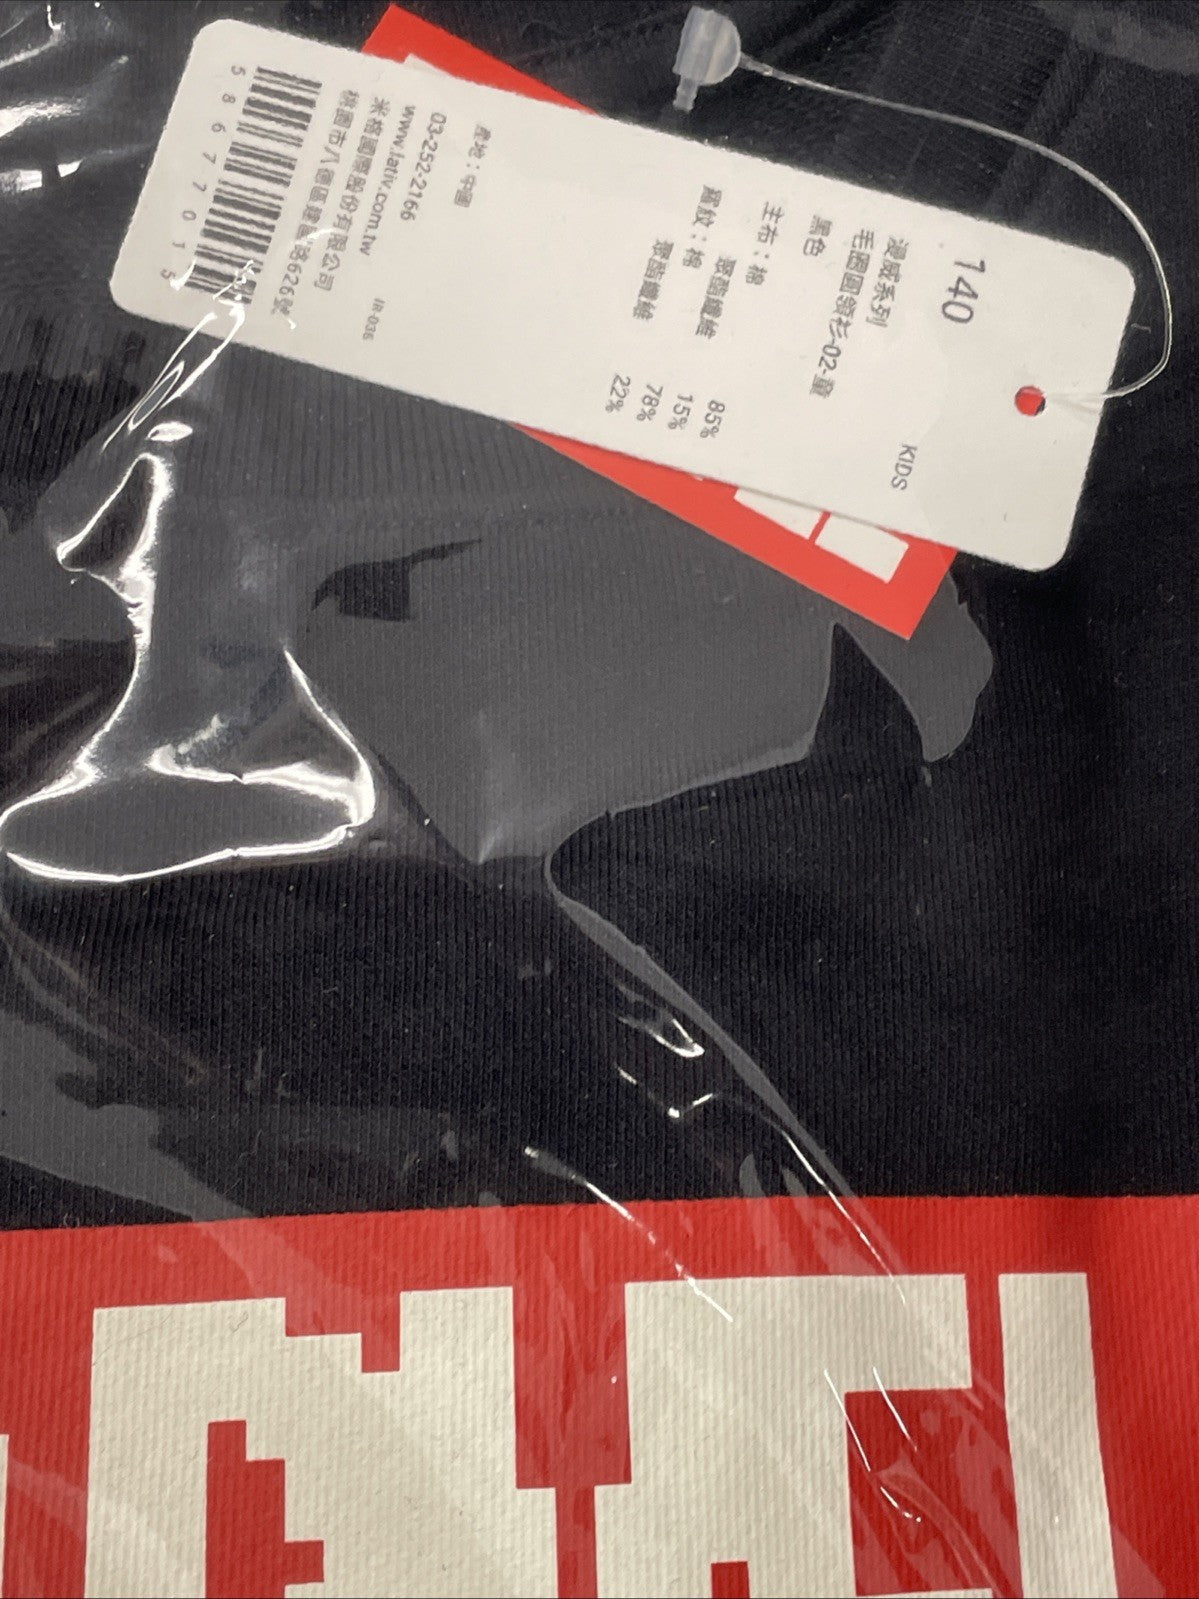 140
KIDS
漫威系列
毛圈圓領衫-02-童
黑色
主布：棉 85%
聚酯纖維 15%
羅紋：棉 78%
聚酯纖維 22%
產地：中國
03-252-2166
www.lativ.com.tw
米格國際股份有限公司
桃園市八德區建國路626號
IR-036
58677015